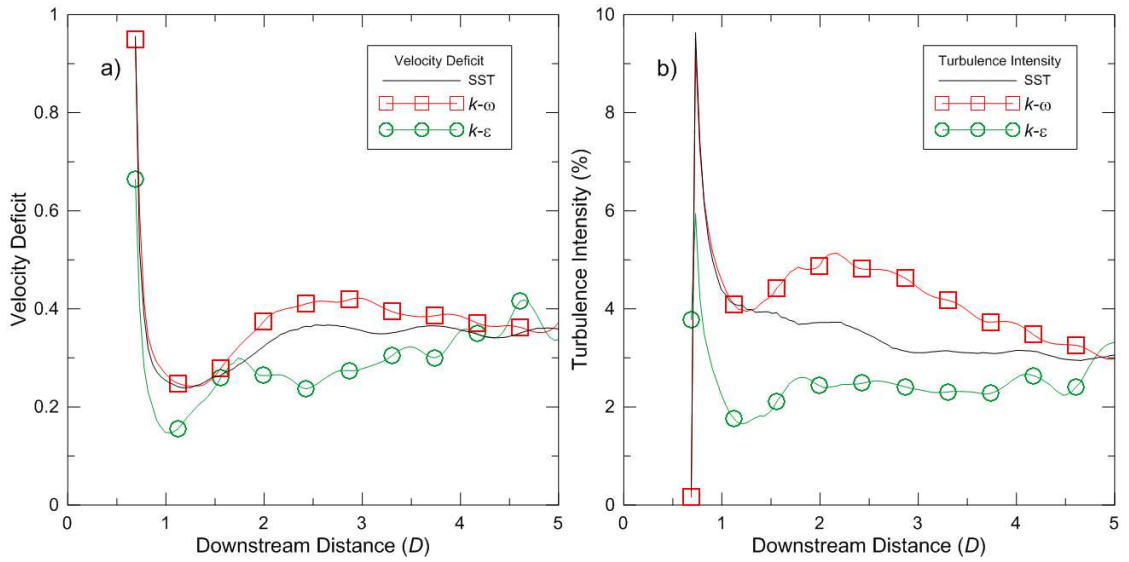 a)
Velocity Deficit
SST
k-ω
k-ε
1
0.8
0.6
0.4
0.2
0
Velocity Deficit
0 1 2 3 4 5
Downstream Distance (D)
b)
Turbulence Intensity
SST
k-ω
k-ε
10
8
6
4
2
0
Turbulence Intensity (%)
0 1 2 3 4 5
Downstream Distance (D)